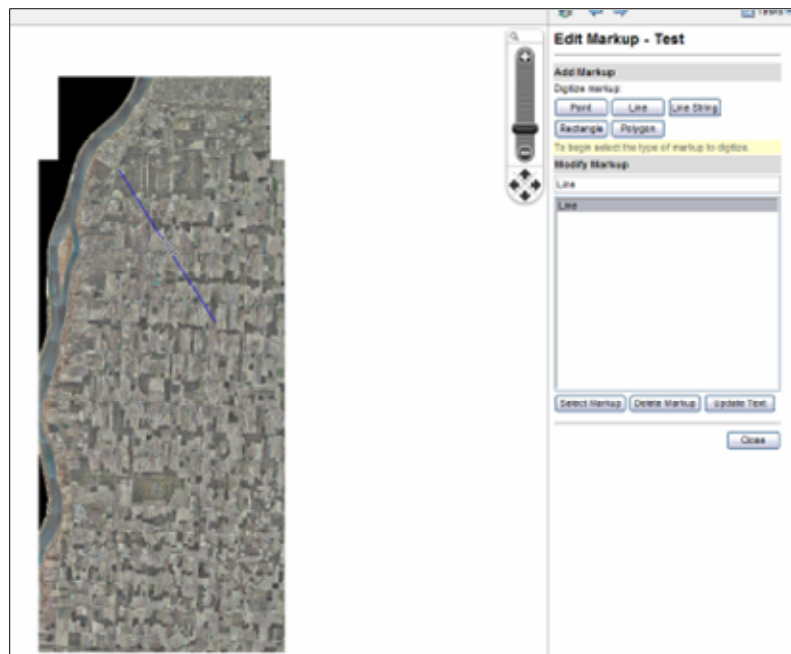 Tasks
Edit Markup - Test
Add Markup
Digitize markup:
Point Line Line String
Rectangle Polygon
To begin select the type of markup to digitize.
Modify Markup
Line
Line
Select Markup Delete Markup Update Text
Close